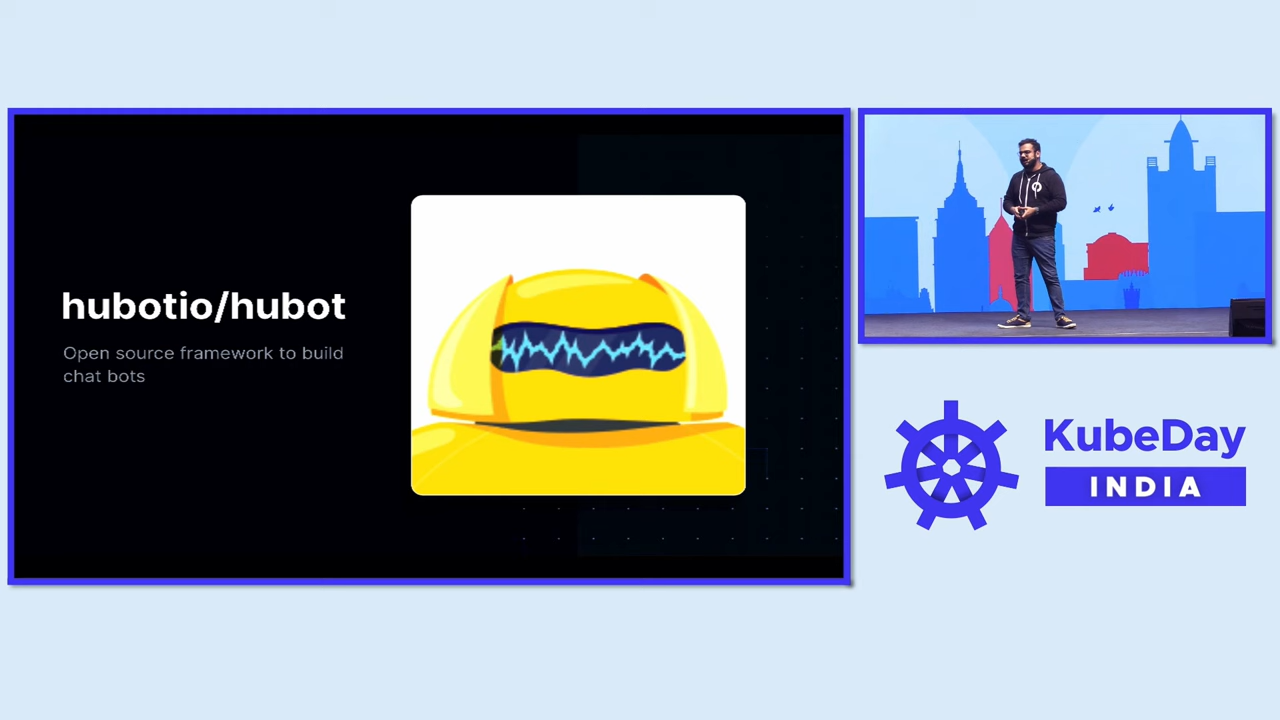 hubotio/hubot
Open source framework to build
chat bots
KubeDay
INDIA